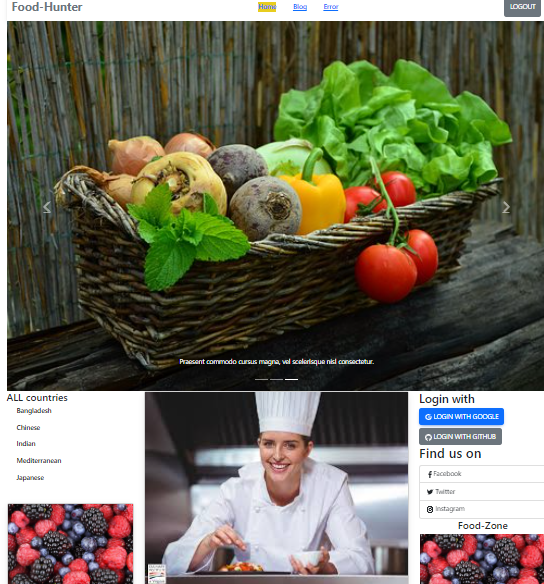 Food-Hunter
Home Blog Error
LOGOUT
Praesent commodo cursus magna, vel scelerisque nisl consectetur.
ALL countries
Bangladesh
Chinese
Indian
Mediterranean
Japanese
Login with
LOGIN WITH GOOGLE
LOGIN WITH GITHUB
Find us on
Facebook
Twitter
Instagram
Food-Zone